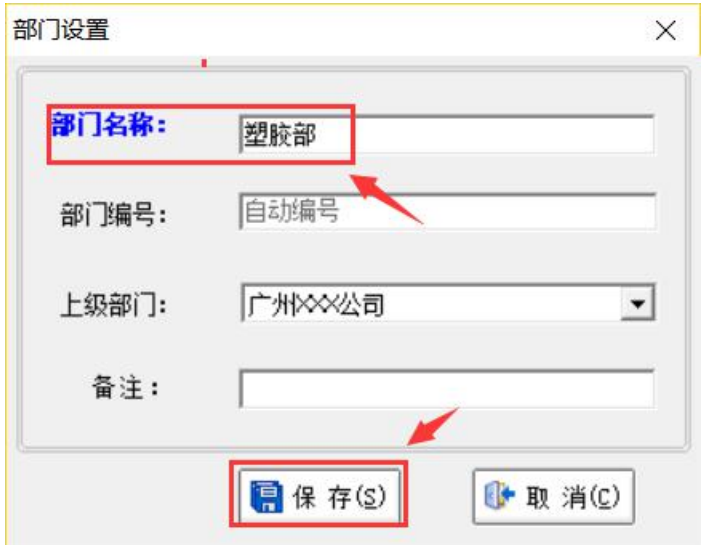 部门设置
部门名称： 塑胶部
部门编号： 自动编号
上级部门： 广州XXX公司
备注：
保 存(S) 取 消(C)